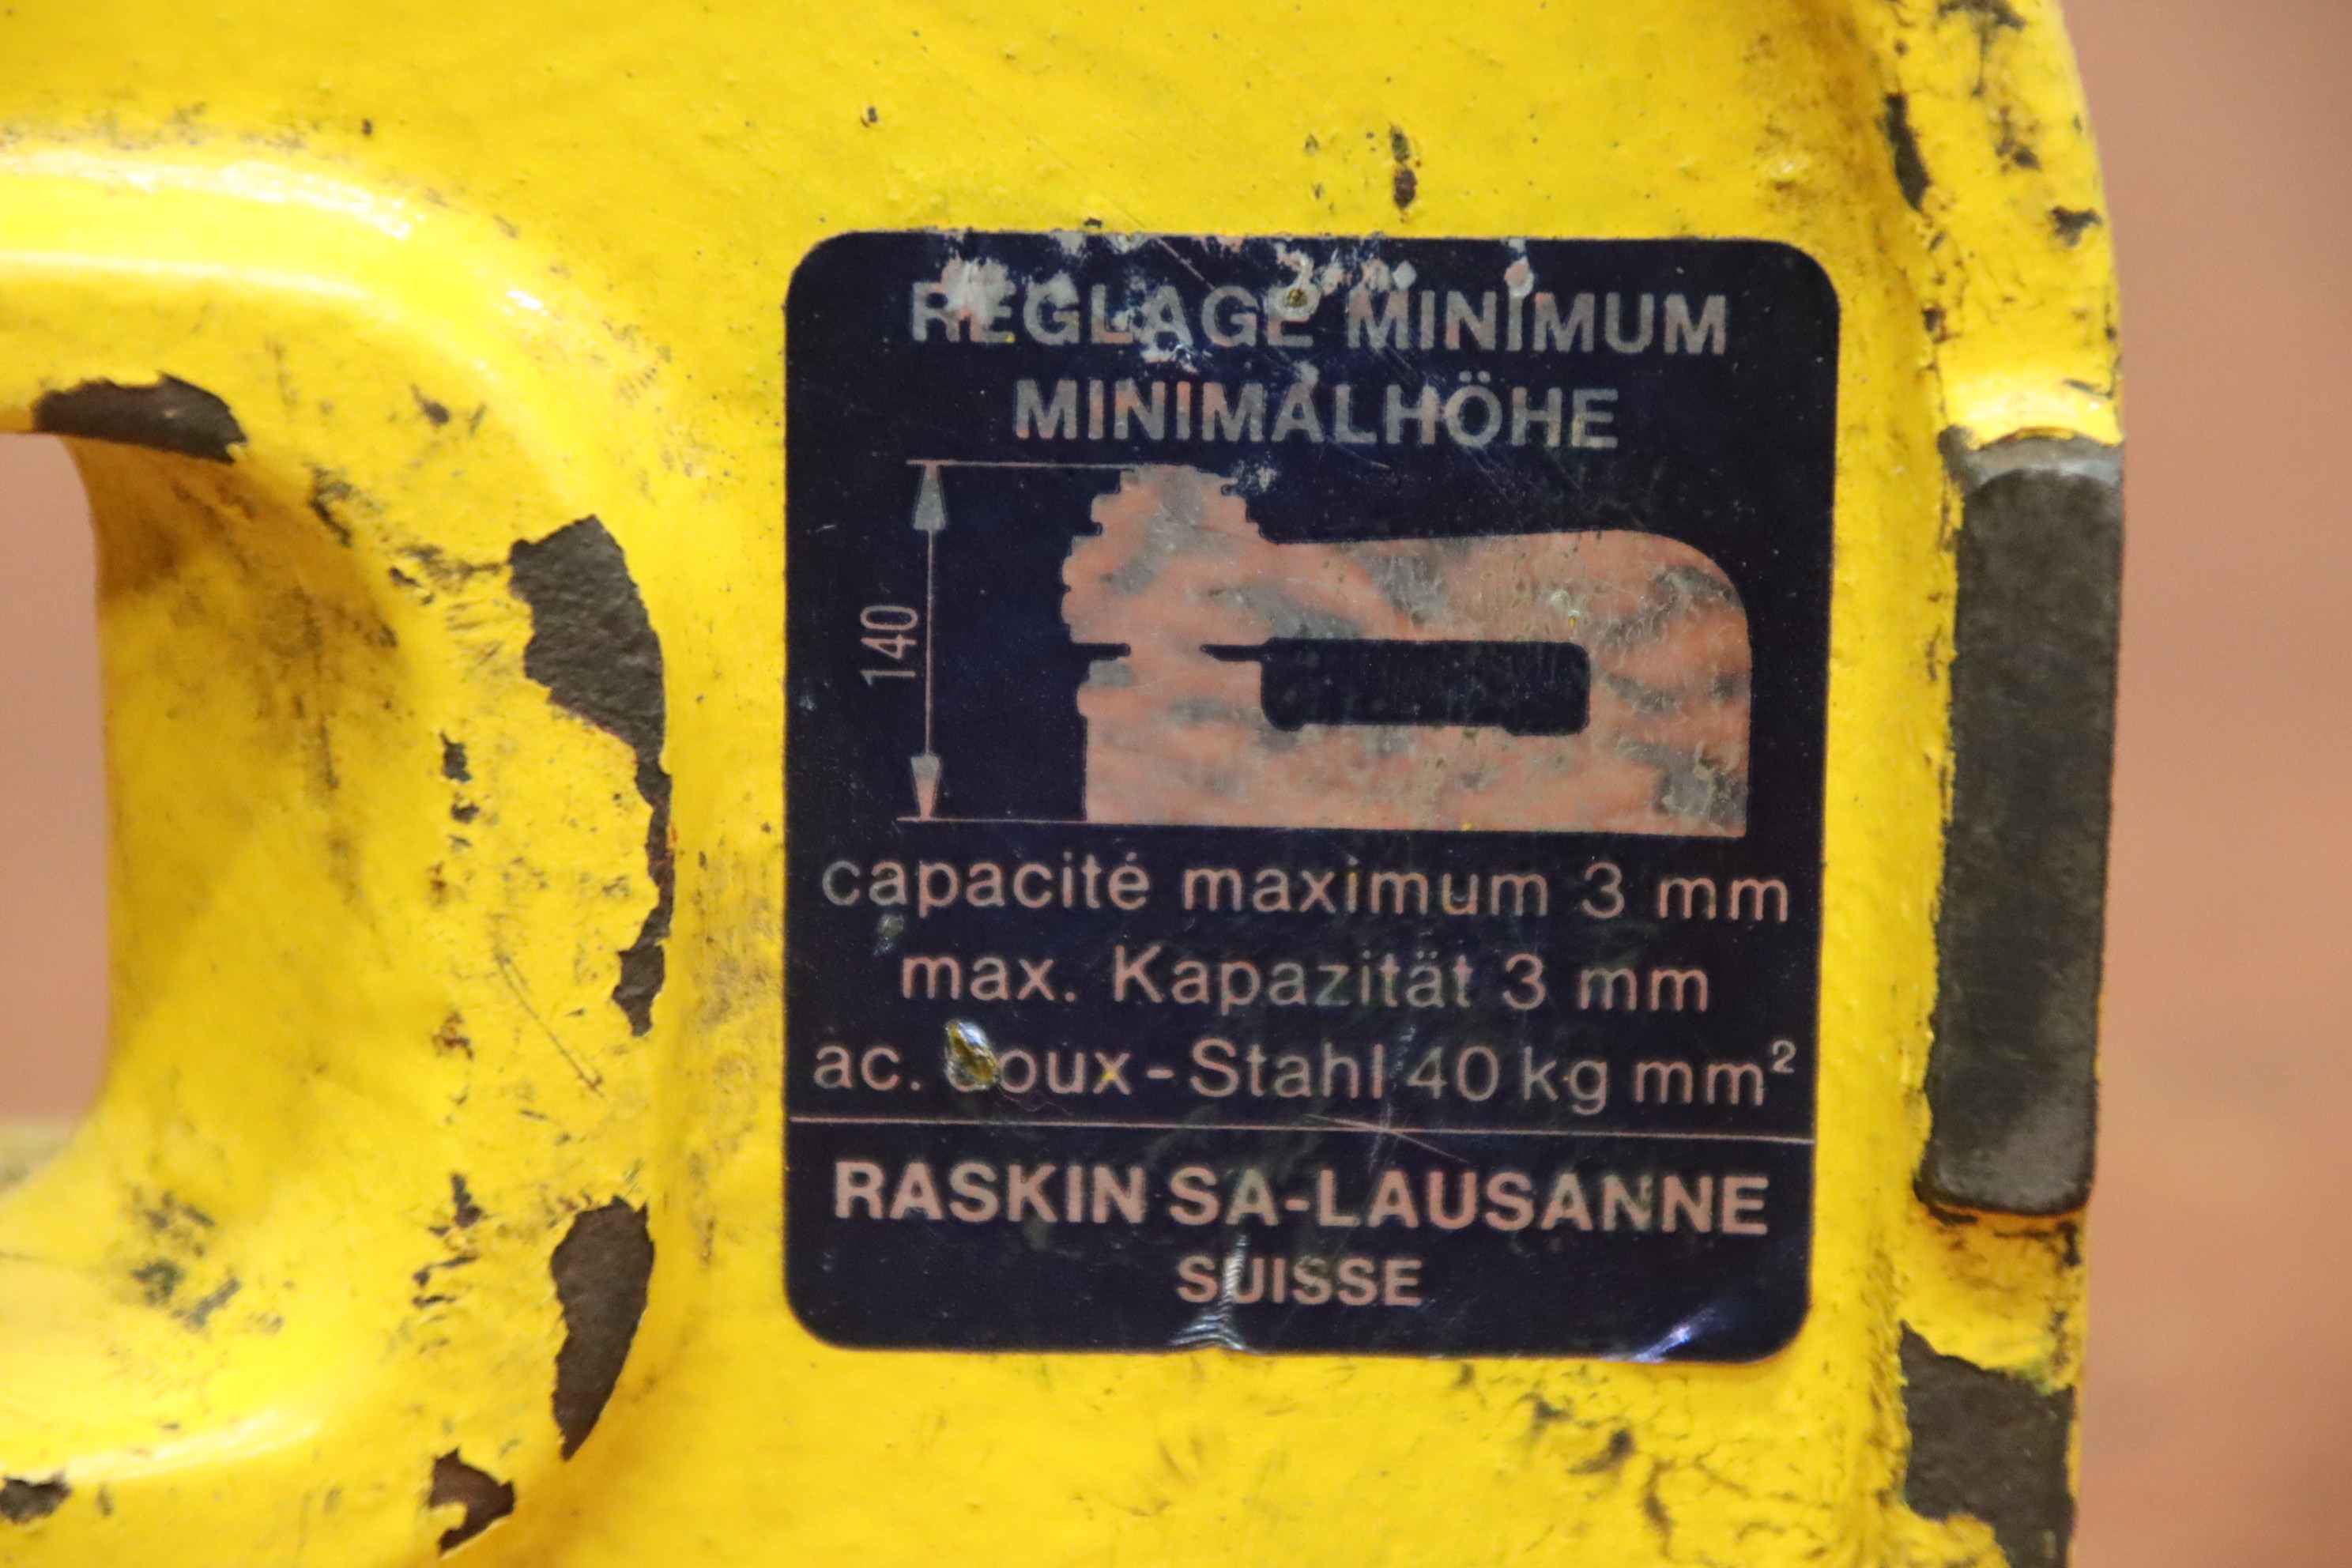 REGLAGE MINIMUM
MINIMALHÖHE
140
capacité maximum 3 mm
max. Kapazität 3 mm
ac. doux-Stahl 40 kg mm²
RASKIN SA-LAUSANNE
SUISSE